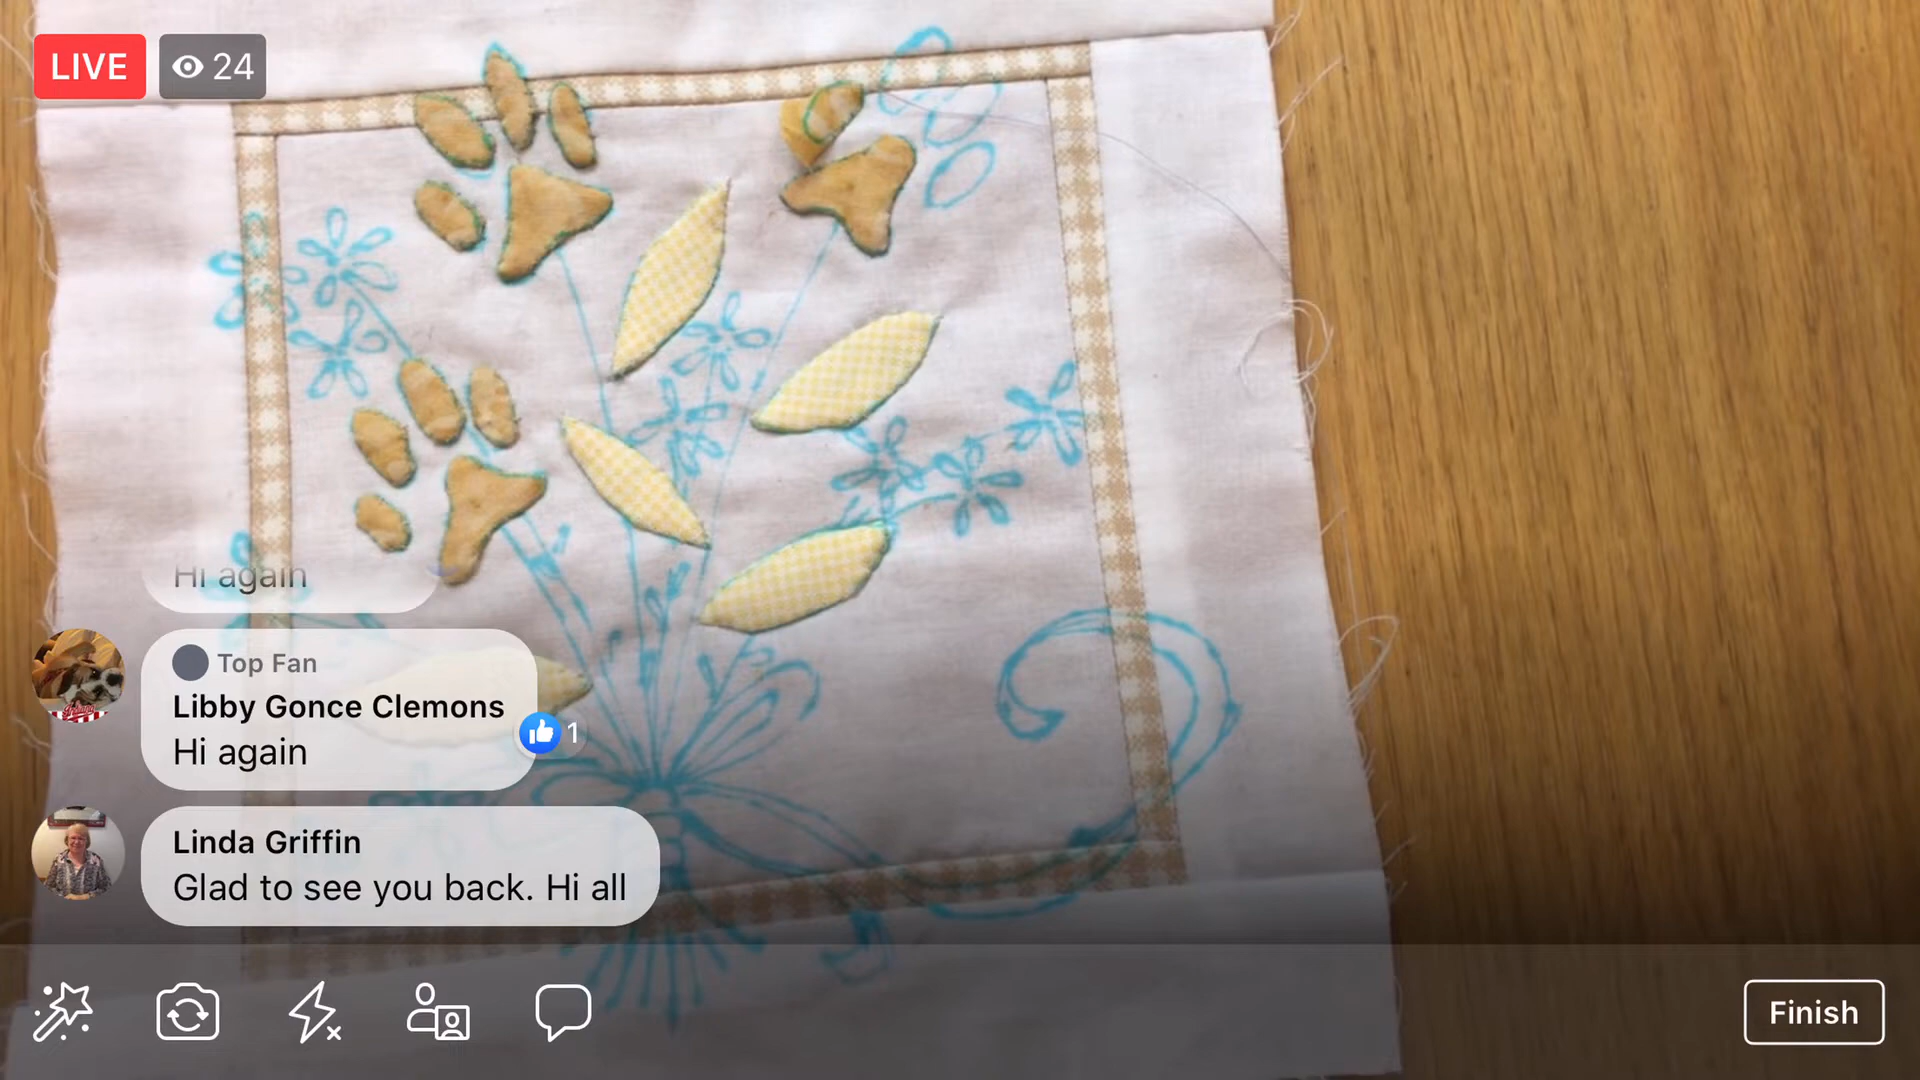 LIVE
24
Hi again
Top Fan
Libby Gonce Clemons
Hi again
1
Linda Griffin
Glad to see you back. Hi all
Finish